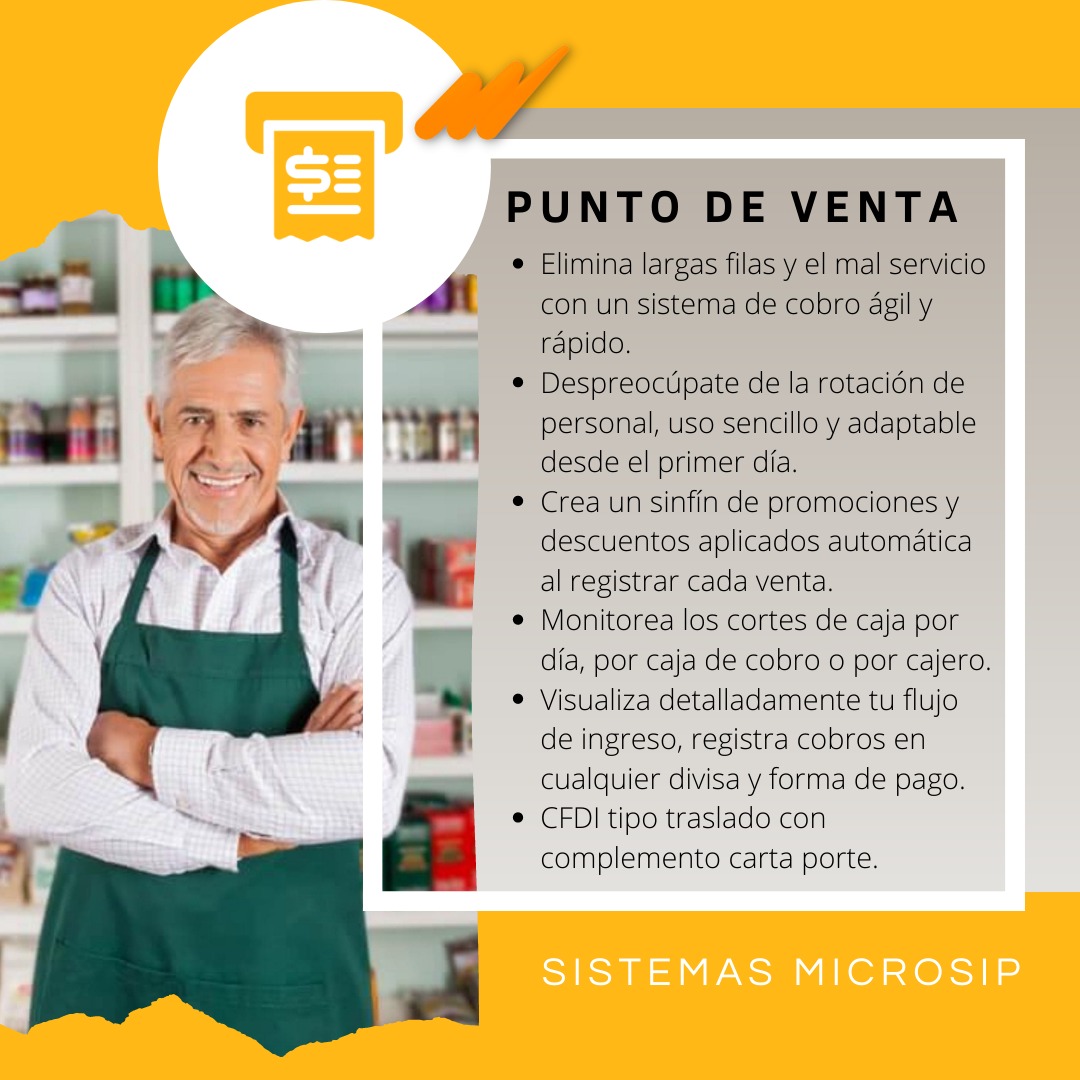 PUNTO DE VENTA
• Elimina largas filas y el mal servicio
con un sistema de cobro ágil y
rápido.
• Despreocúpate de la rotación de
personal, uso sencillo y adaptable
desde el primer día.
• Crea un sinfín de promociones y
descuentos aplicados automática
al registrar cada venta.
• Monitorea los cortes de caja por
día, por caja de cobro o por cajero.
• Visualiza detalladamente tu flujo
de ingreso, registra cobros en
cualquier divisa y forma de pago.
• CFDI tipo traslado con
complemento carta porte.
SISTEMAS MICROSIP